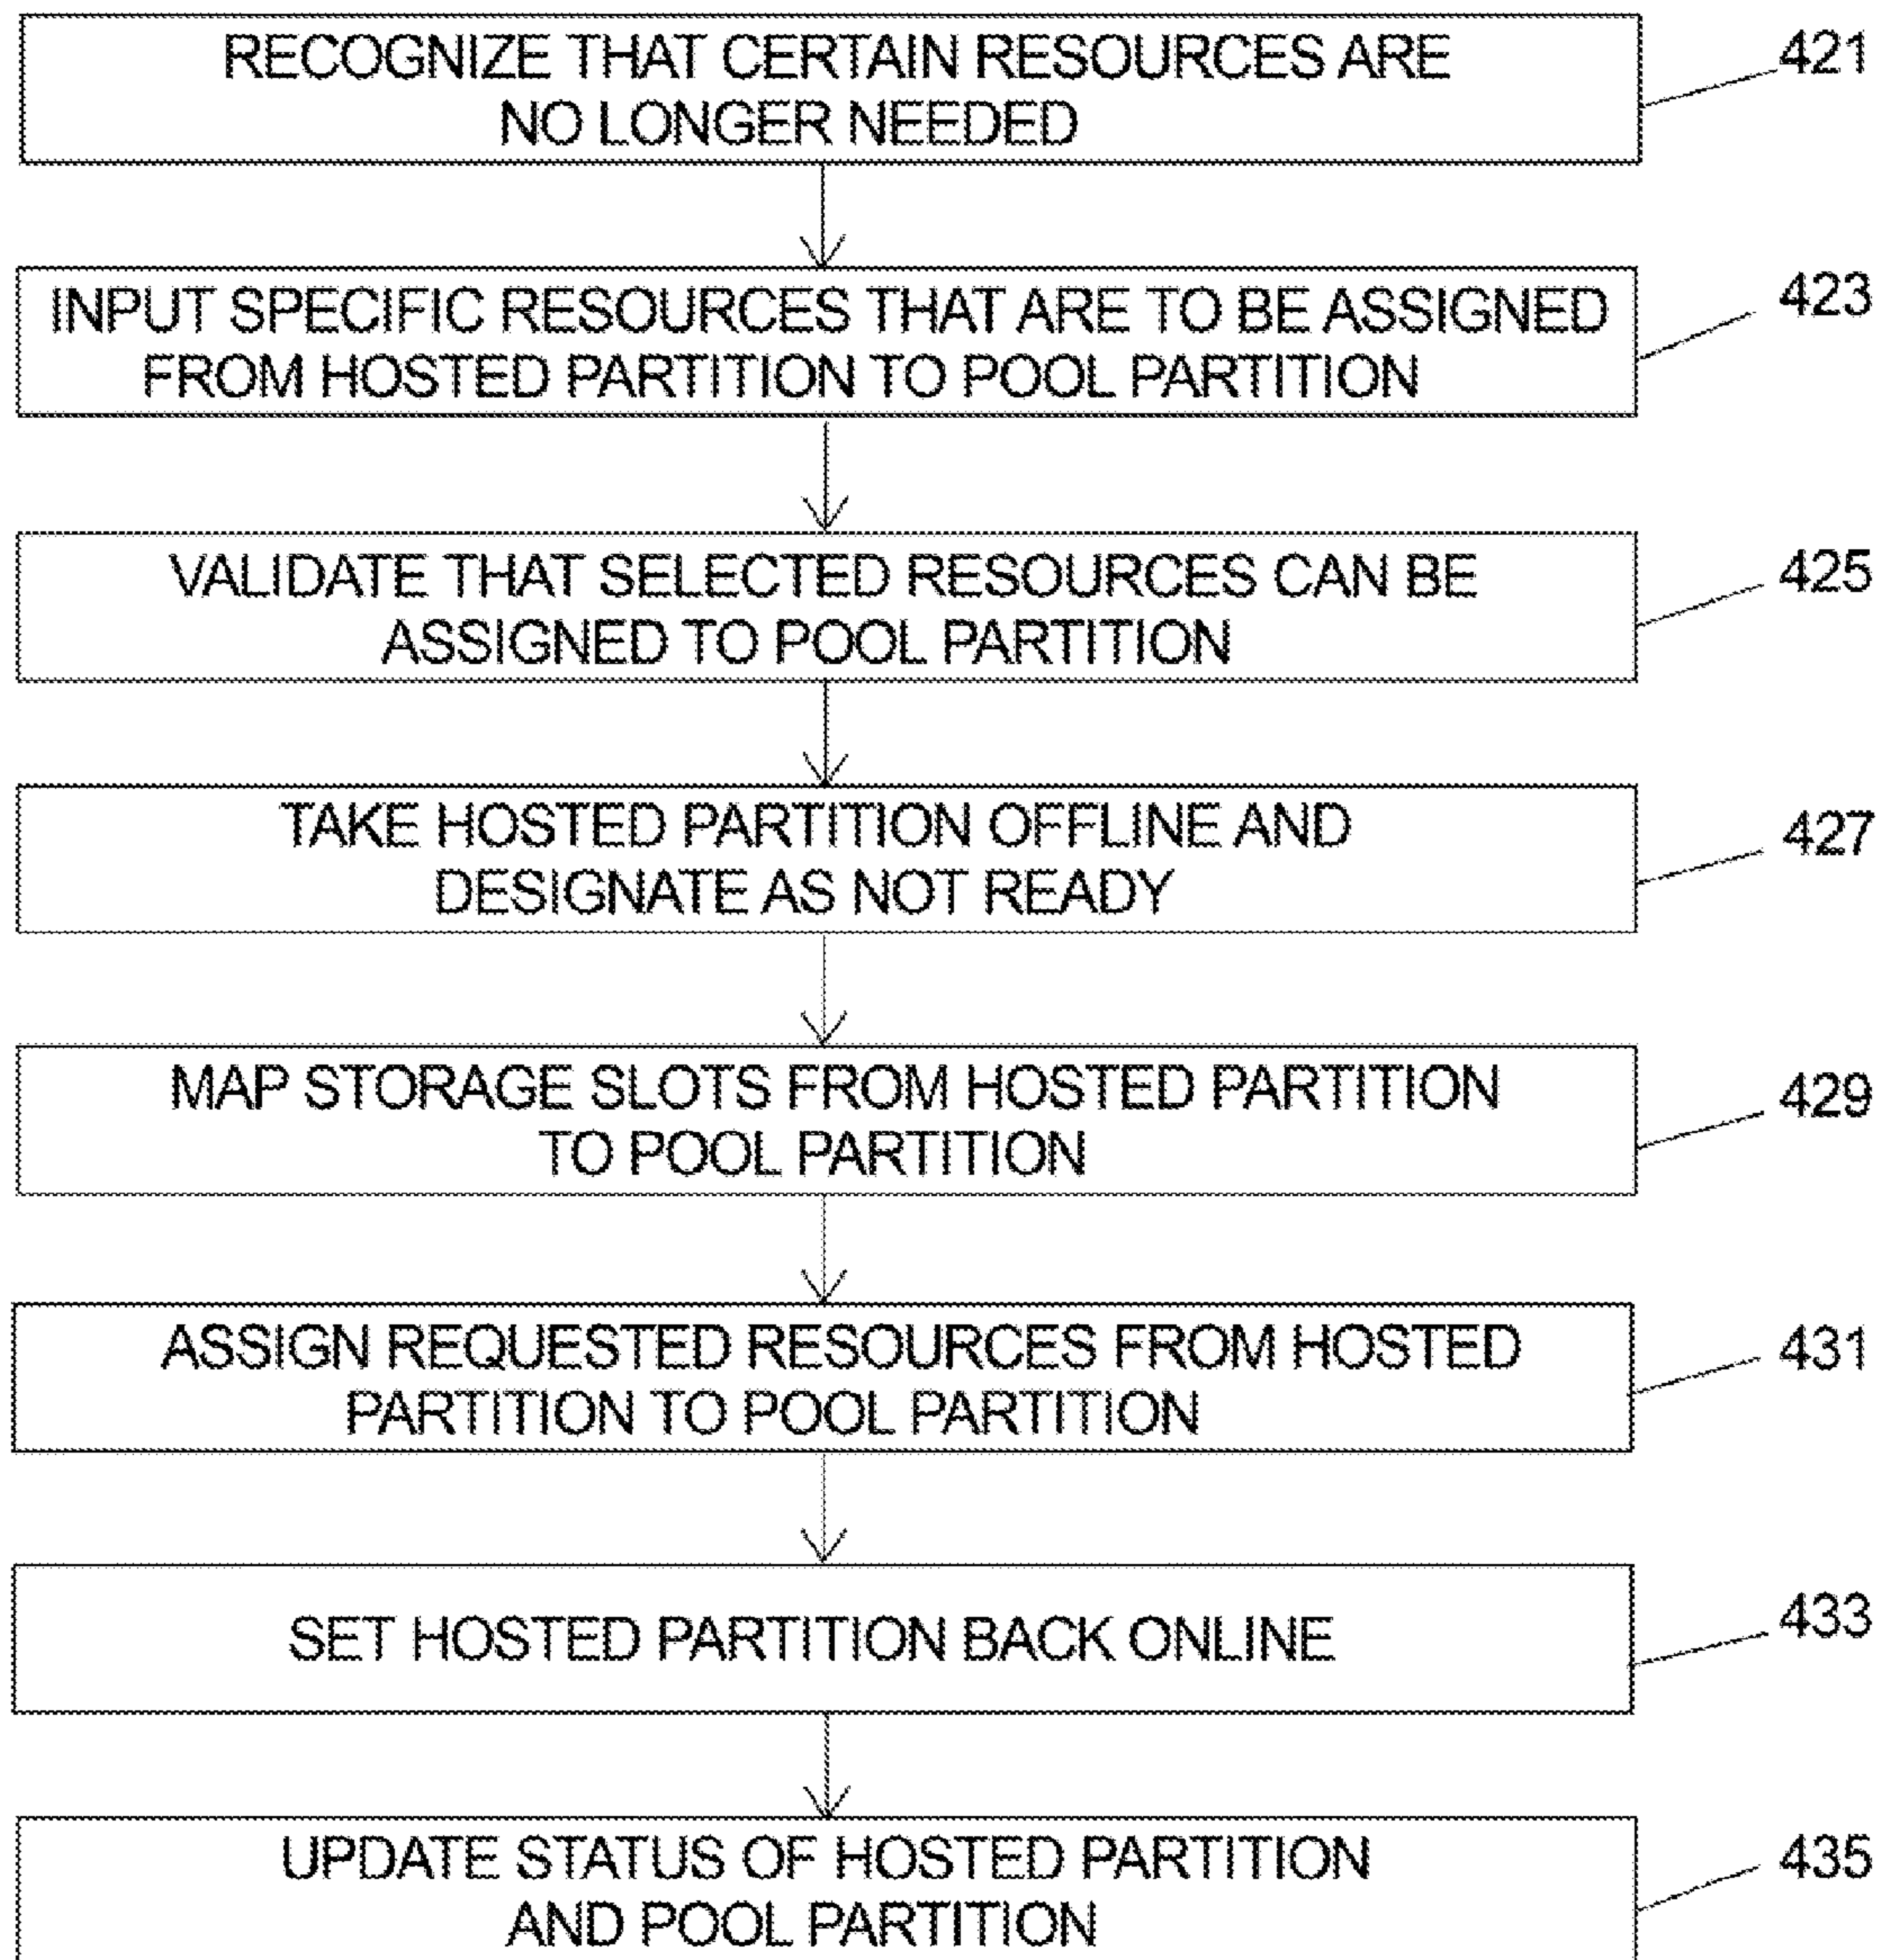 RECOGNIZE THAT CERTAIN RESOURCES ARE
NO LONGER NEEDED
421
INPUT SPECIFIC RESOURCES THAT ARE TO BE ASSIGNED
FROM HOSTED PARTITION TO POOL PARTITION
423
VALIDATE THAT SELECTED RESOURCES CAN BE
ASSIGNED TO POOL PARTITION
425
TAKE HOSTED PARTITION OFFLINE AND
DESIGNATE AS NOT READY
427
MAP STORAGE SLOTS FROM HOSTED PARTITION
TO POOL PARTITION
429
ASSIGN REQUESTED RESOURCES FROM HOSTED
PARTITION TO POOL PARTITION
431
SET HOSTED PARTITION BACK ONLINE
433
UPDATE STATUS OF HOSTED PARTITION
AND POOL PARTITION
435